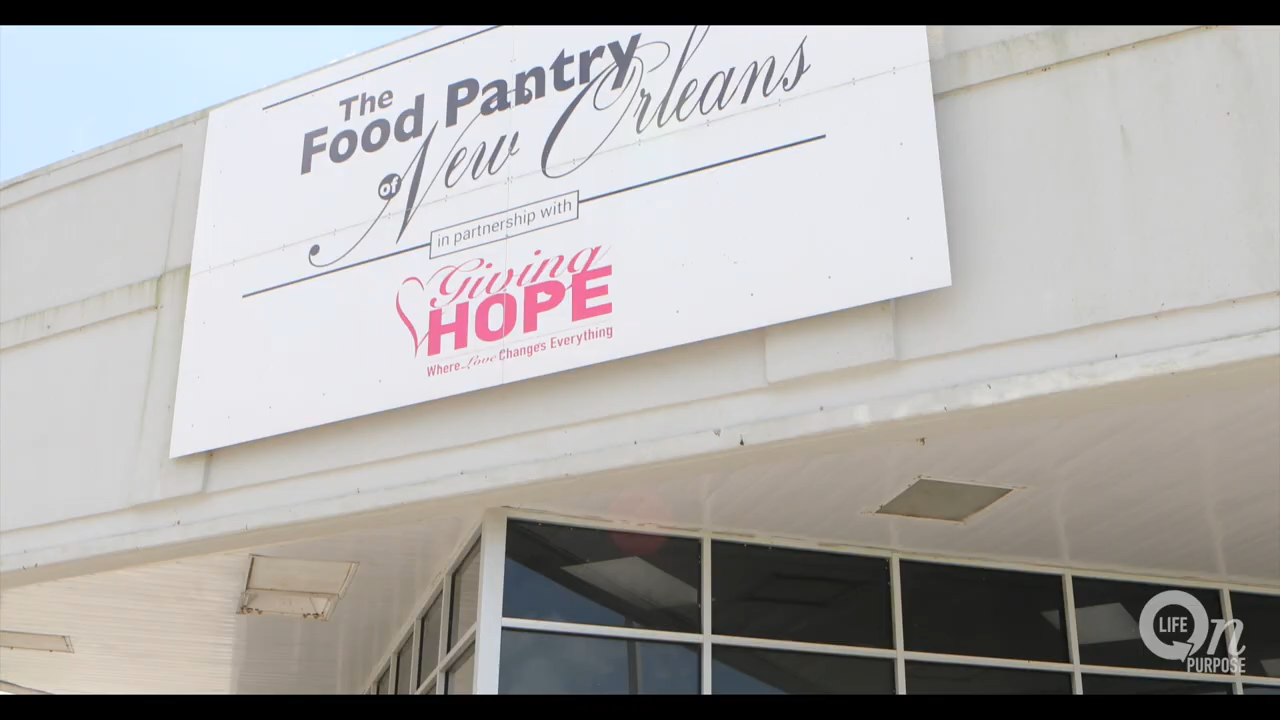 The
Food Pantry
of New Orleans
in partnership with
Giving
HOPE
Where Love Changes Everything
LIFE On
PURPOSE